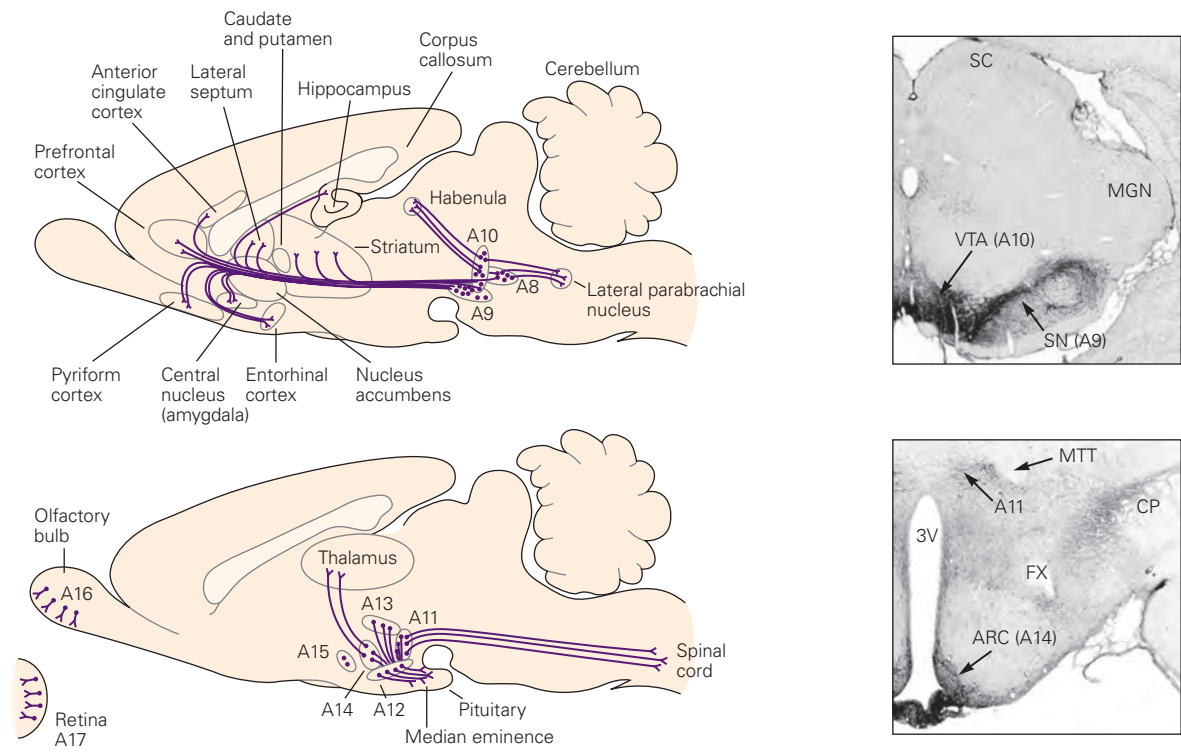 Caudate
and putamen
Corpus
callosum
Cerebellum
Anterior
cingulate
cortex
Lateral
septum
Hippocampus
Prefrontal
cortex
Habenula
A10
Striatum
A8
A9
Lateral parabrachial
nucleus
Pyriform
cortex
Central
nucleus
(amygdala)
Entorhinal
cortex
Nucleus
accumbens
SC
MGN
VTA (A10)
SN (A9)
Olfactory
bulb
A16
Thalamus
A13
A11
A15
A14
A12
Pituitary
Median eminence
Spinal
cord
Retina
A17
MTT
A11
CP
3V
FX
ARC (A14)